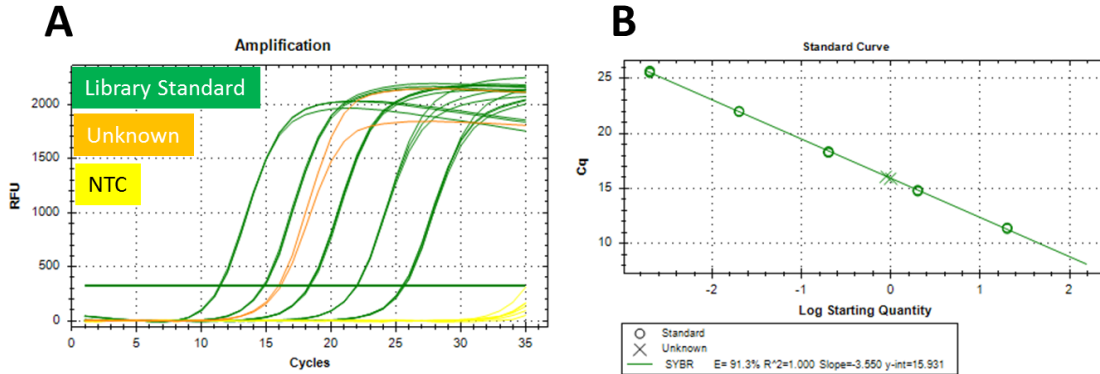 A
Amplification
Library Standard
Unknown
NTC
2000
1500
1000
500
0
RFU
0
5
10
15
20
25
30
35
Cycles
B
Standard Curve
25
20
15
10
Cq
-2
-1
0
1
2
Log Starting Quantity
Standard
Unknown
SYBR E= 91.3% R^2=1.000 Slope=-3.550 y-int=15.931